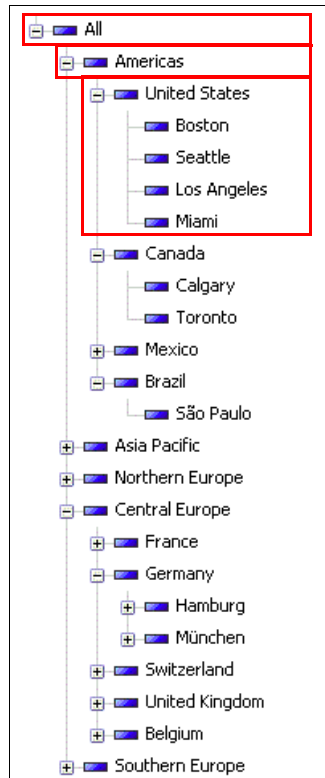 All
Americas
United States
Boston
Seattle
Los Angeles
Miami
Canada
Calgary
Toronto
Mexico
Brazil
São Paulo
Asia Pacific
Northern Europe
Central Europe
France
Germany
Hamburg
München
Switzerland
United Kingdom
Belgium
Southern Europe